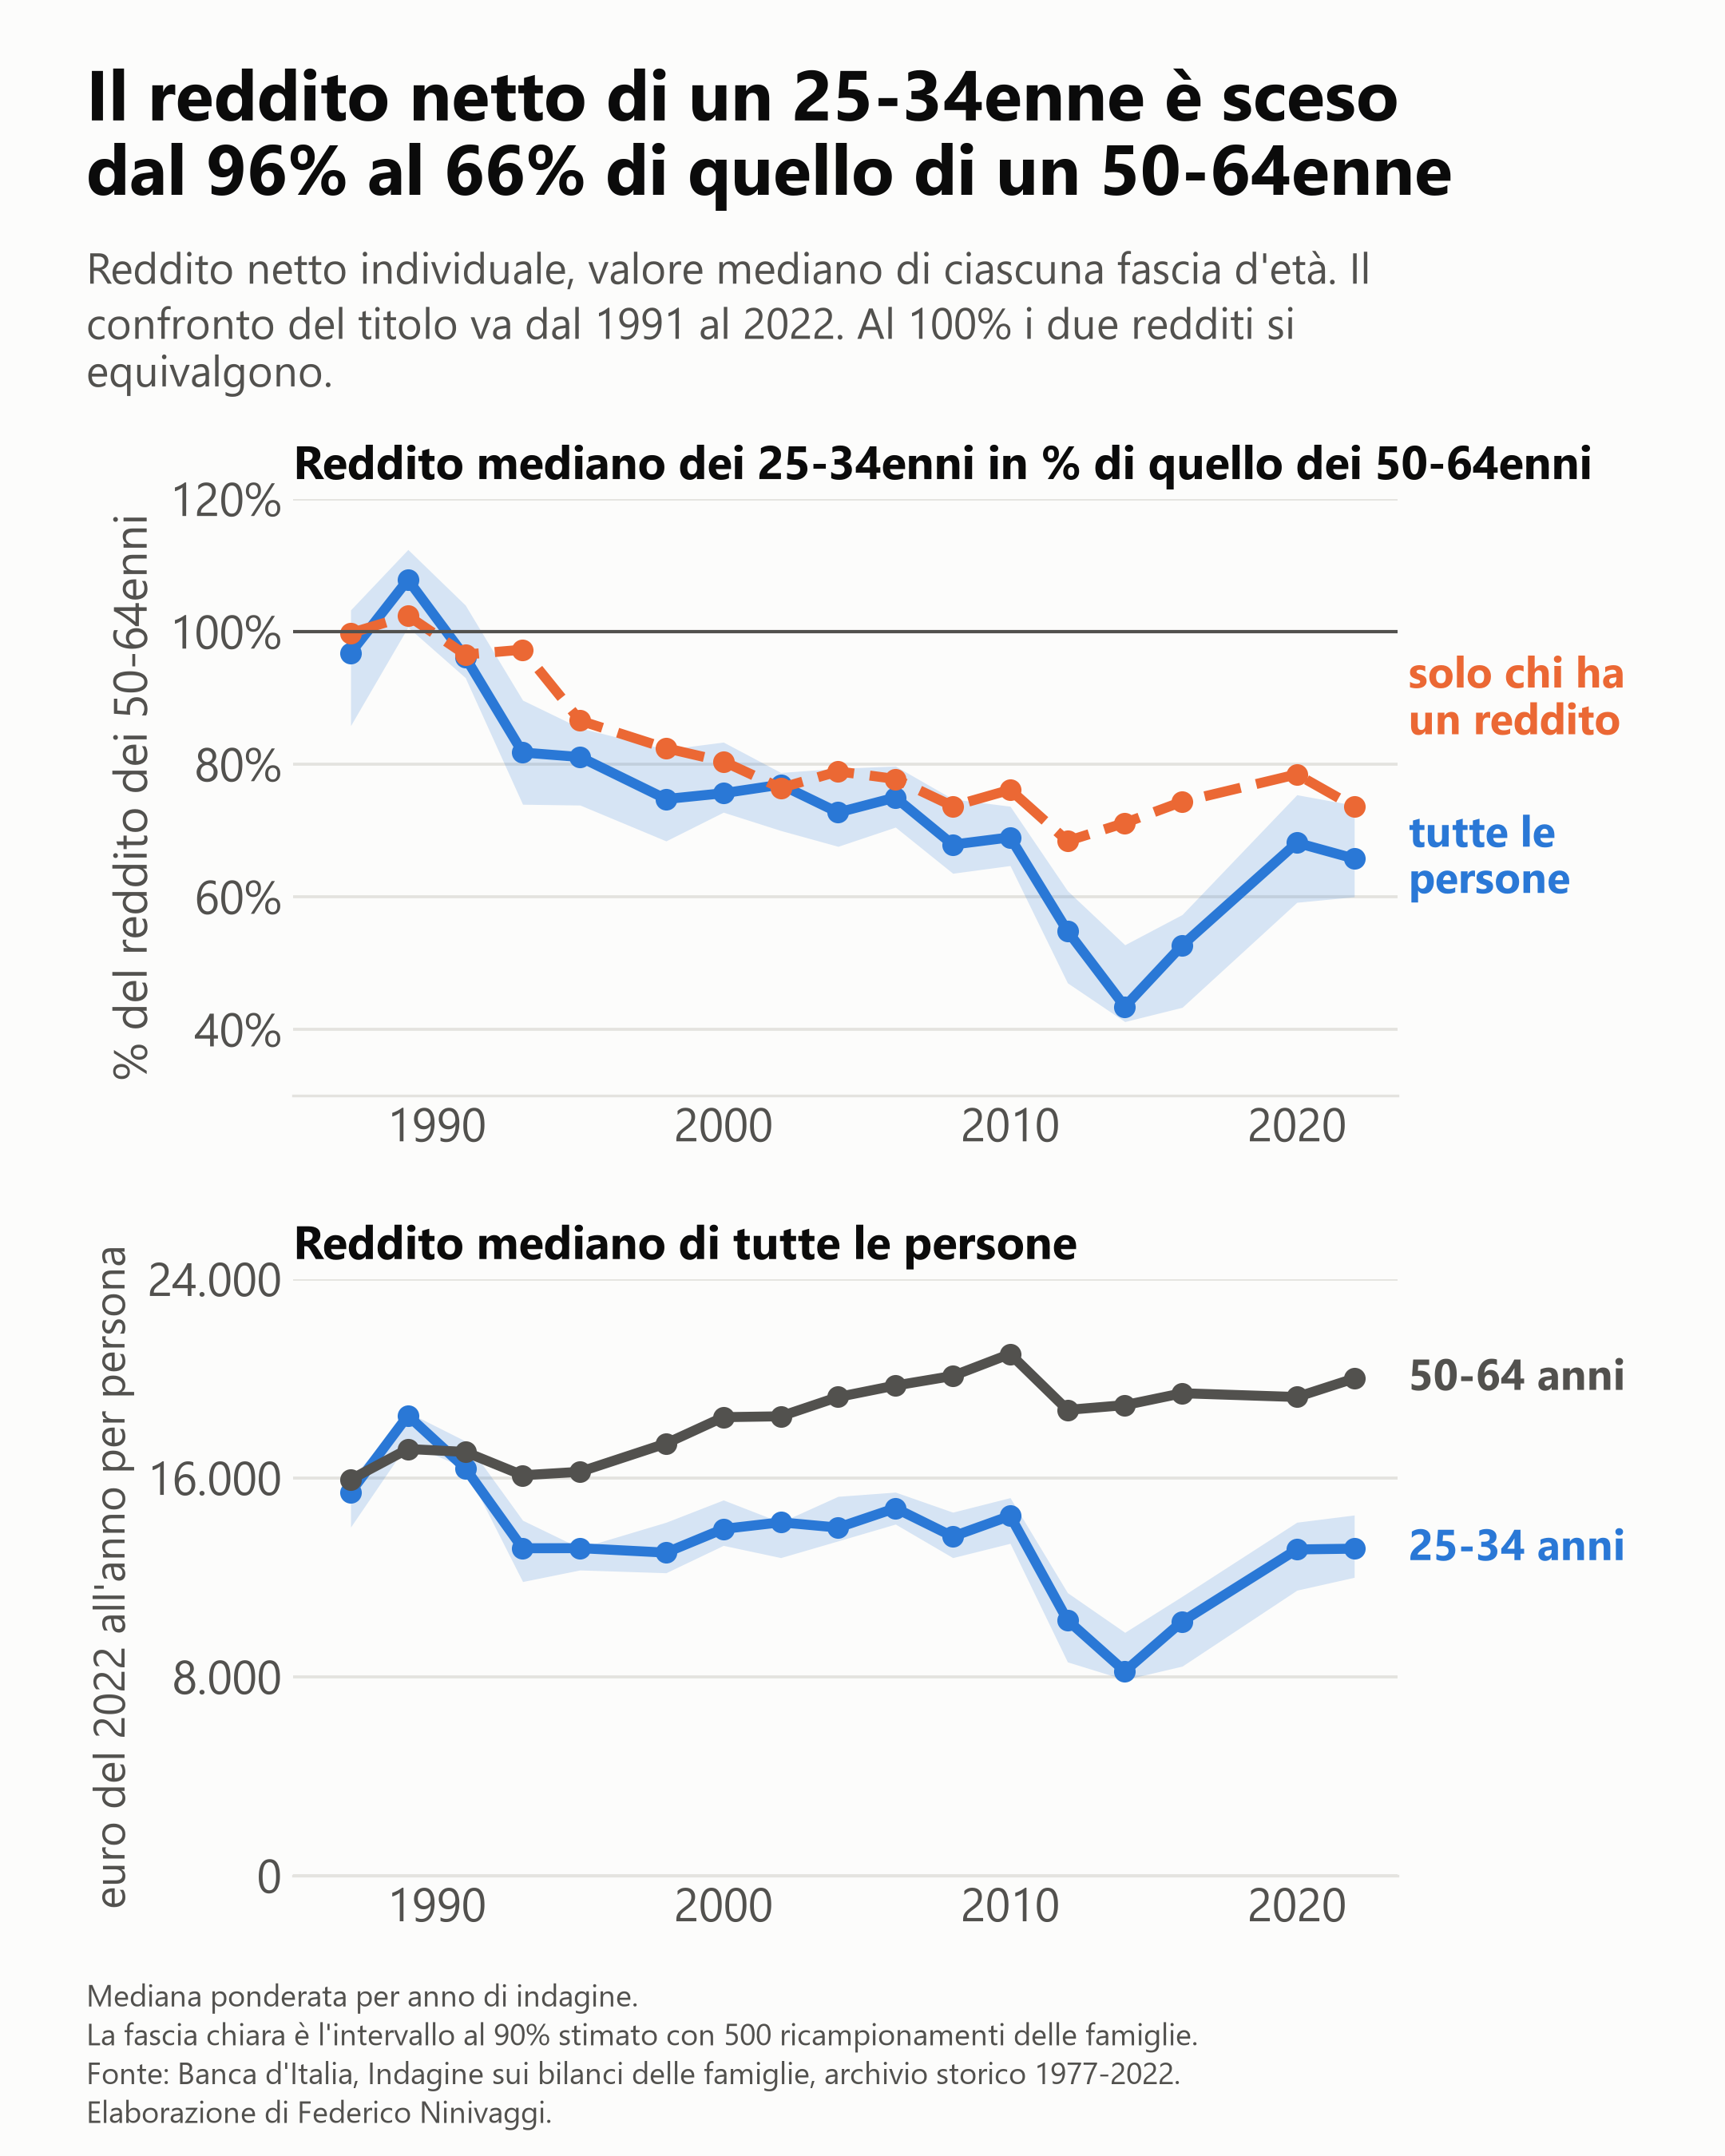 Il reddito netto di un 25-34enne è sceso
dal 96% al 66% di quello di un 50-64enne
Reddito netto individuale, valore mediano di ciascuna fascia d'età. Il
confronto del titolo va dal 1991 al 2022. Al 100% i due redditi si
equivalgono.
Reddito mediano dei 25-34enni in % di quello dei 50-64enni
% del reddito dei 50-64enni
120%
100%
80%
60%
40%
solo chi ha
un reddito
tutte le
persone
1990
2000
2010
2020
Reddito mediano di tutte le persone
euro del 2022 all'anno per persona
24.000
16.000
8.000
0
50-64 anni
25-34 anni
1990
2000
2010
2020
Mediana ponderata per anno di indagine.
La fascia chiara è l'intervallo al 90% stimato con 500 ricampionamenti delle famiglie.
Fonte: Banca d'Italia, Indagine sui bilanci delle famiglie, archivio storico 1977-2022.
Elaborazione di Federico Ninivaggi.